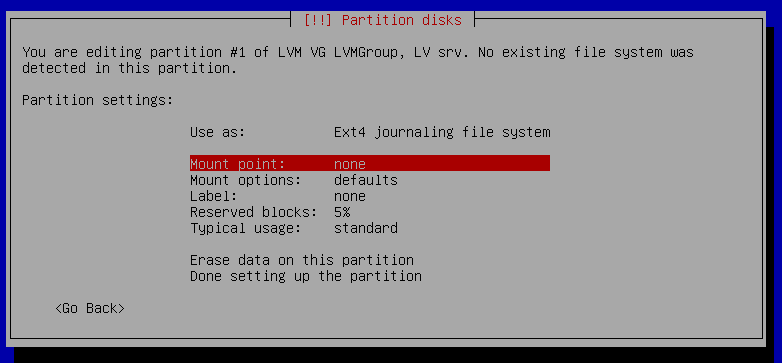 [!!] Partition disks
You are editing partition #1 of LVM VG LVMGroup, LV srv. No existing file system was
detected in this partition.
Partition settings:
Use as: Ext4 journaling file system
Mount point: none
Mount options: defaults
Label: none
Reserved blocks: 5%
Typical usage: standard
Erase data on this partition
Done setting up the partition
<Go Back>